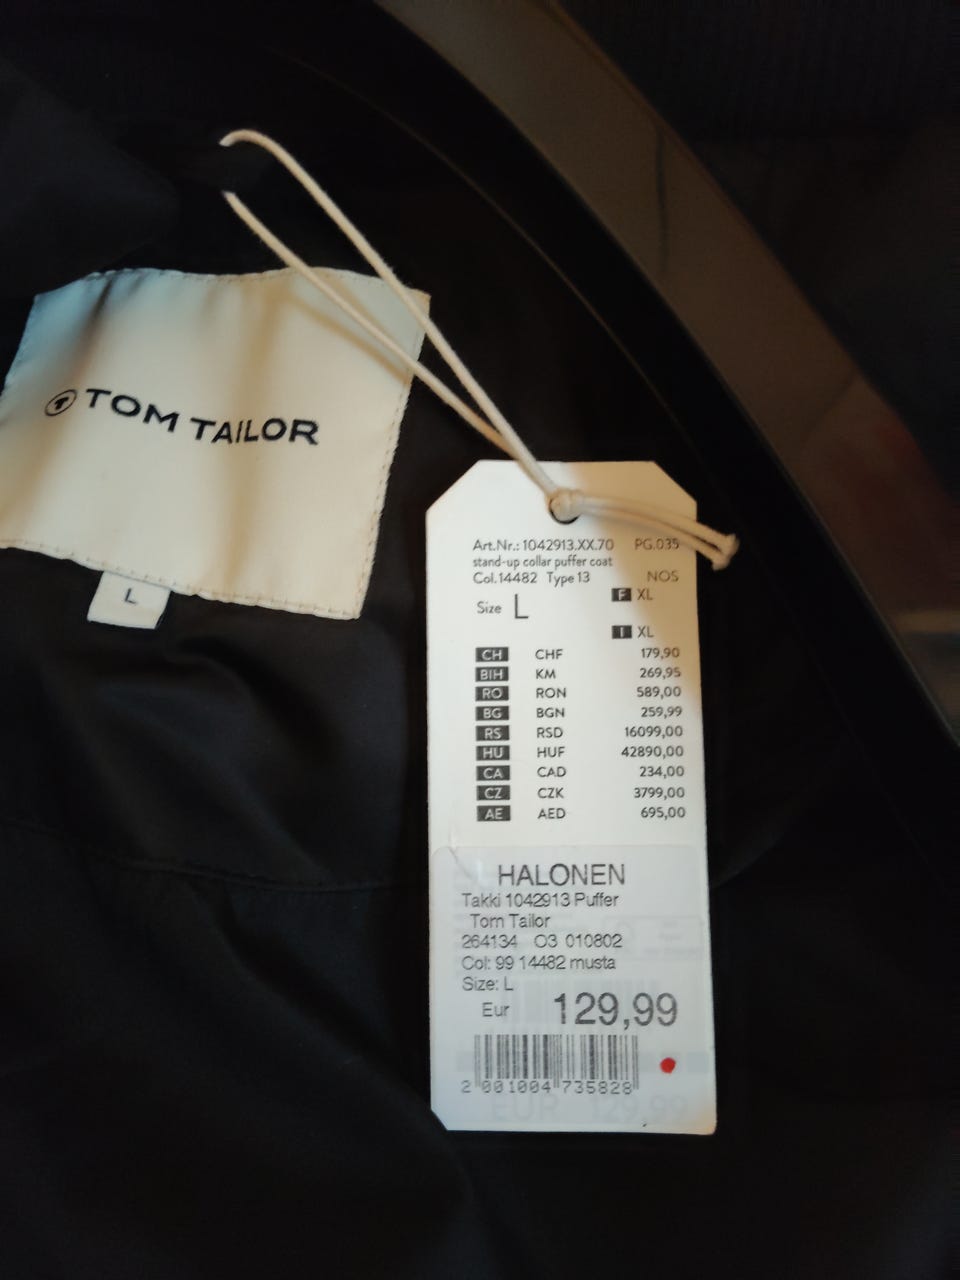 TOM TAILOR
L
Art.Nr.: 1042913.XX.70 PG.035
stand-up collar puffer coat
Col.14482 Type 13 NOS
Size L F XL
I XL
CH CHF 179,90
BIH KM 269,95
RO RON 589,00
BG BGN 259,99
RS RSD 16099,00
HU HUF 42890,00
CA CAD 234,00
CZ CZK 3799,00
AE AED 695,00
HALONEN
Takki 1042913 Puffer
Tom Tailor
264134 O3 010802
Col: 99 14482 musta
Size: L
Eur 129,99
2 001004 735828
EUR 129,99